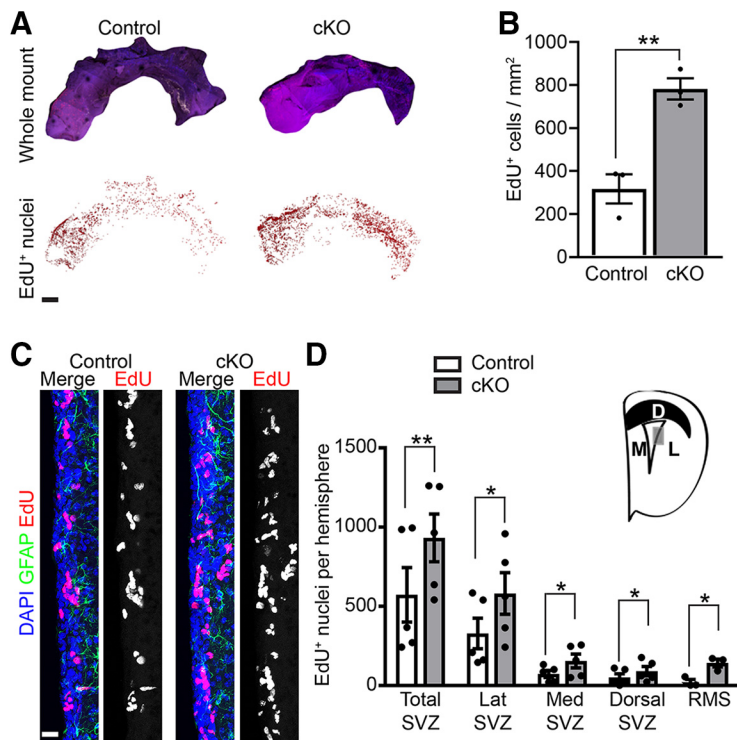 A
Control
cKO
Whole mount
EdU⁺ nuclei
B
**
EdU⁺ cells / mm²
1000
800
600
400
200
0
Control
cKO
C
Control
cKO
Merge
EdU
Merge
EdU
DAPI GFAP EdU
D
Control
cKO
D
M
L
EdU⁺ nuclei per hemisphere
1500
1000
500
0
**
*
*
*
*
Total
SVZ
Lat
SVZ
Med
SVZ
Dorsal
SVZ
RMS